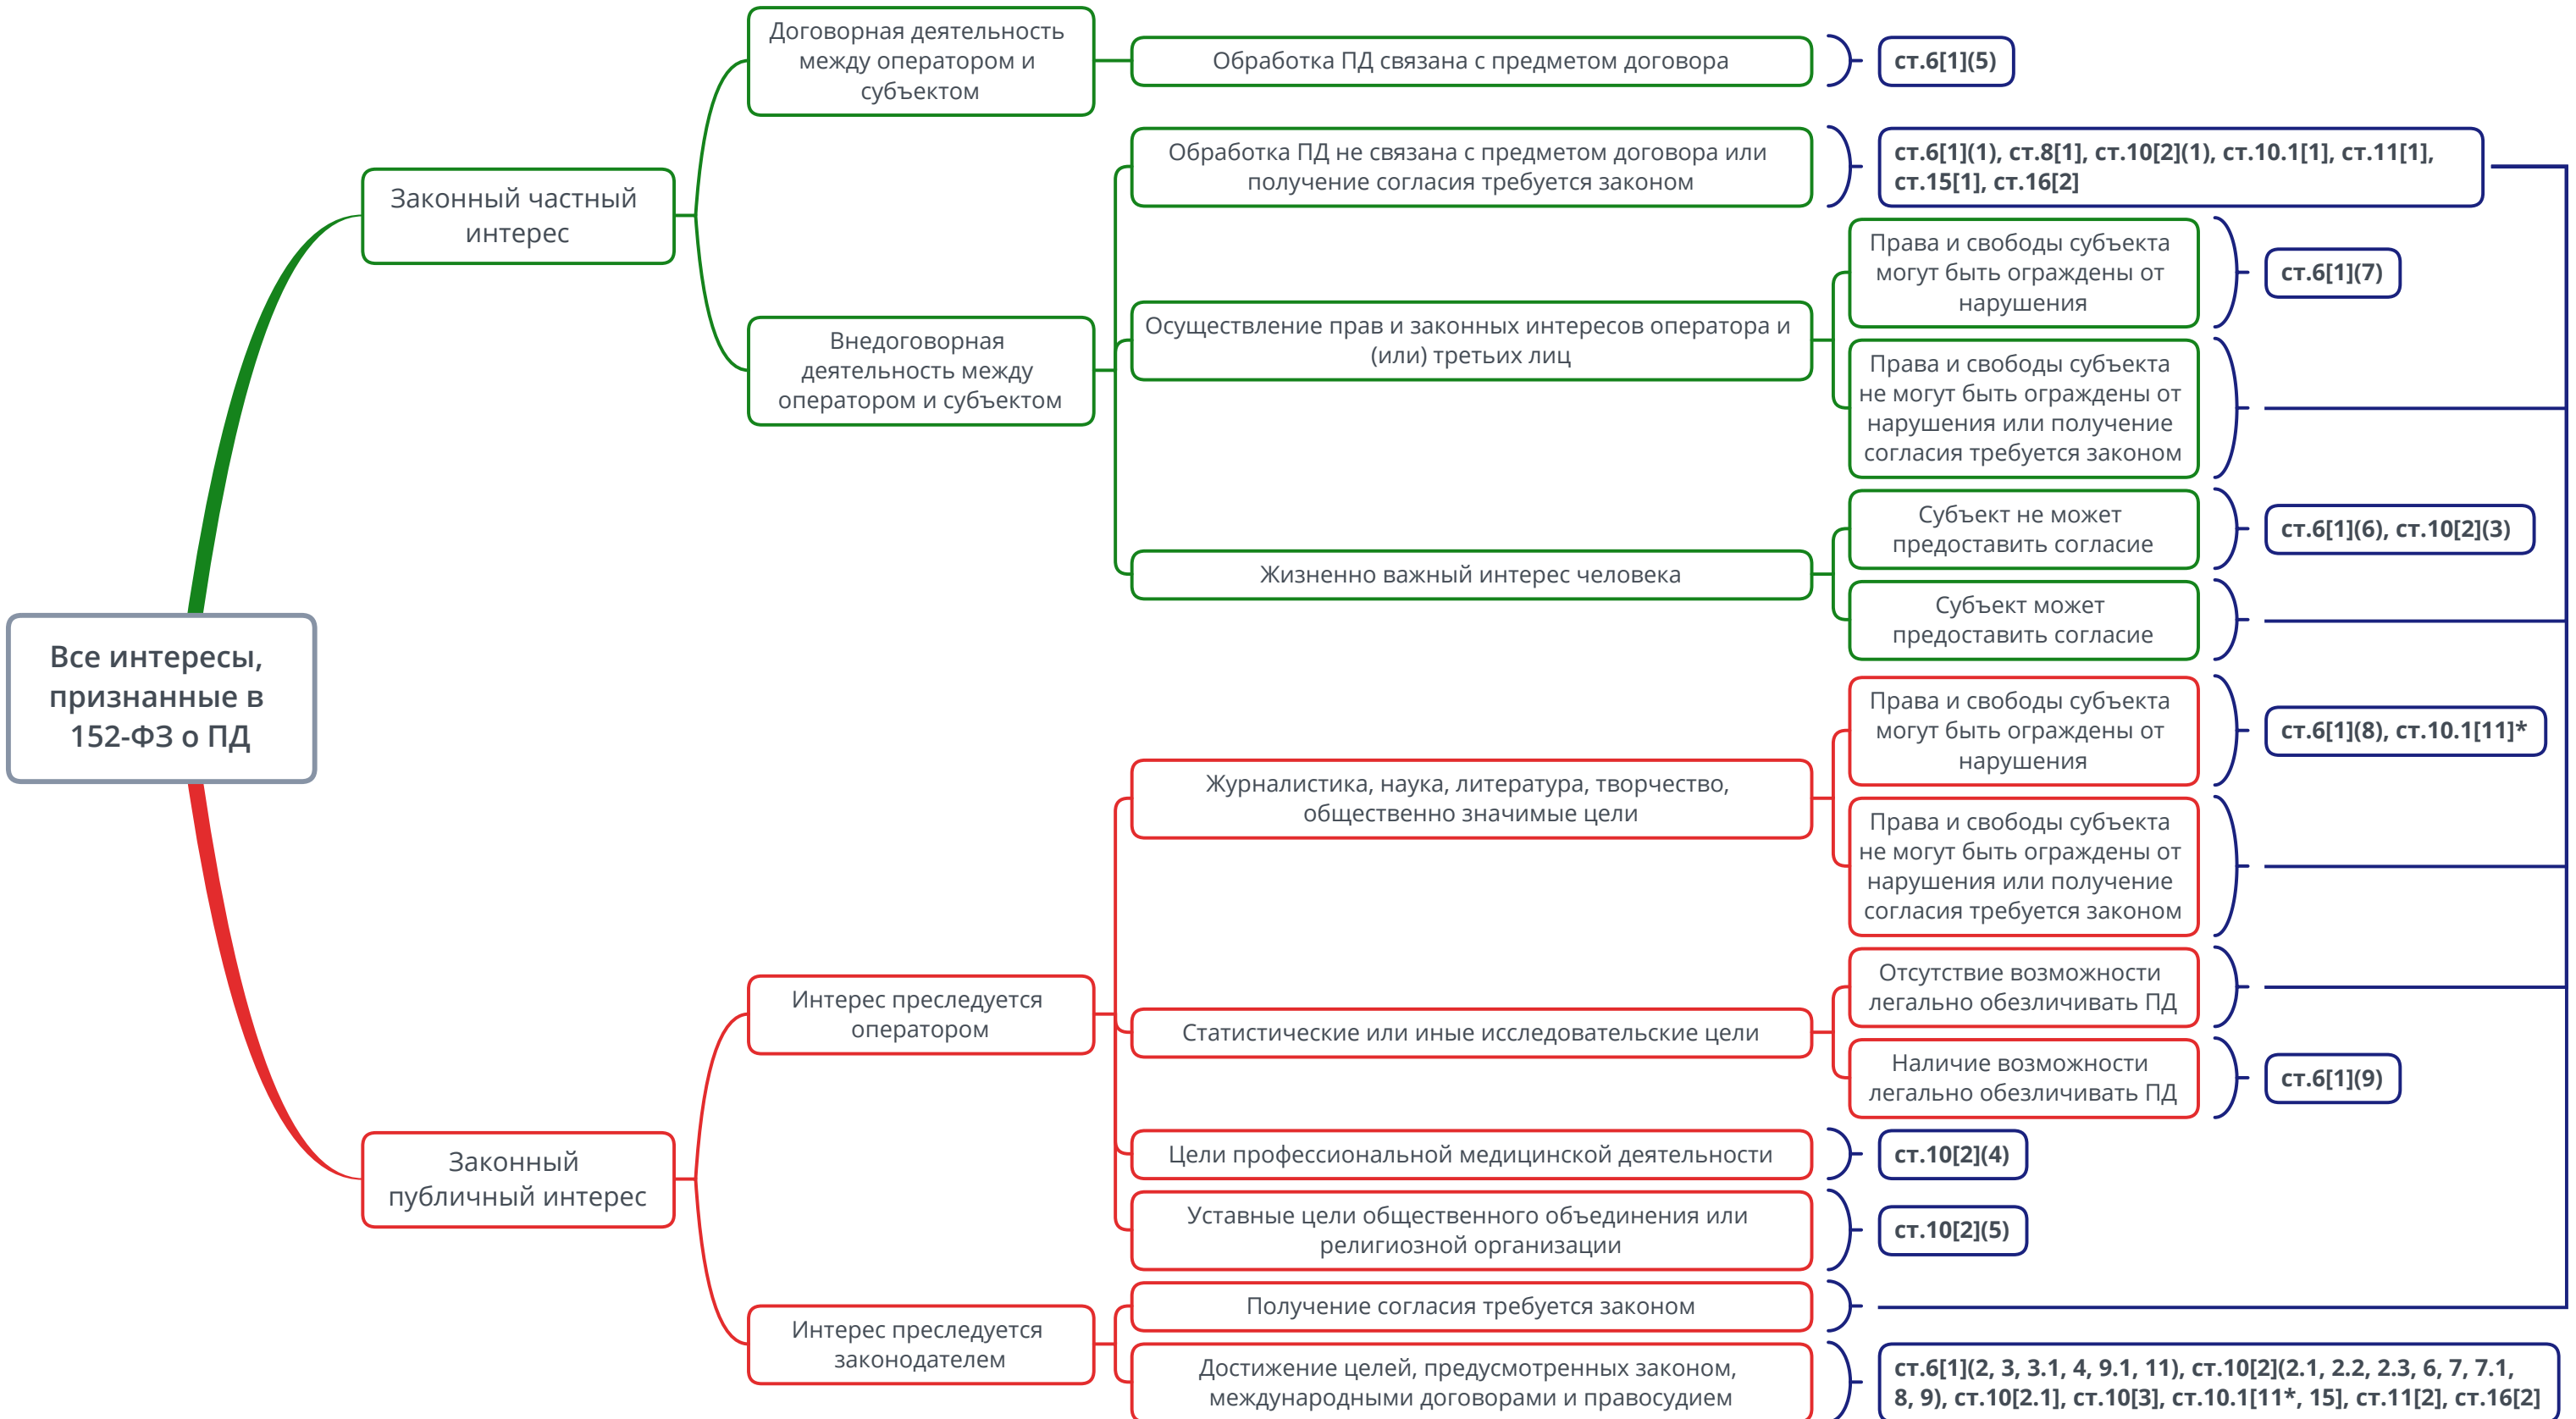 Все интересы,
признанные в
152-ФЗ о ПД
Законный частный
интерес
Договорная деятельность
между оператором и
субъектом
Обработка ПД связана с предметом договора
ст.6[1](5)
Внедоговорная
деятельность между
оператором и субъектом
Обработка ПД не связана с предметом договора или
получение согласия требуется законом
ст.6[1](1), ст.8[1], ст.10[2](1), ст.10.1[1], ст.11[1],
ст.15[1], ст.16[2]
Осуществление прав и законных интересов оператора и
(или) третьих лиц
Права и свободы субъекта
могут быть ограждены от
нарушения
ст.6[1](7)
Права и свободы субъекта
не могут быть ограждены от
нарушения или получение
согласия требуется законом
Жизненно важный интерес человека
Субъект не может
предоставить согласие
ст.6[1](6), ст.10[2](3)
Субъект может
предоставить согласие
Законный
публичный интерес
Интерес преследуется
оператором
Журналистика, наука, литература, творчество,
общественно значимые цели
Права и свободы субъекта
могут быть ограждены от
нарушения
ст.6[1](8), ст.10.1[11]*
Права и свободы субъекта
не могут быть ограждены от
нарушения или получение
согласия требуется законом
Статистические или иные исследовательские цели
Отсутствие возможности
легально обезличивать ПД
Наличие возможности
легально обезличивать ПД
ст.6[1](9)
Цели профессиональной медицинской деятельности
ст.10[2](4)
Уставные цели общественного объединения или
религиозной организации
ст.10[2](5)
Интерес преследуется
законодателем
Получение согласия требуется законом
Достижение целей, предусмотренных законом,
международными договорами и правосудием
ст.6[1](2, 3, 3.1, 4, 9.1, 11), ст.10[2](2.1, 2.2, 2.3, 6, 7, 7.1,
8, 9), ст.10[2.1], ст.10[3], ст.10.1[11*, 15], ст.11[2], ст.16[2]